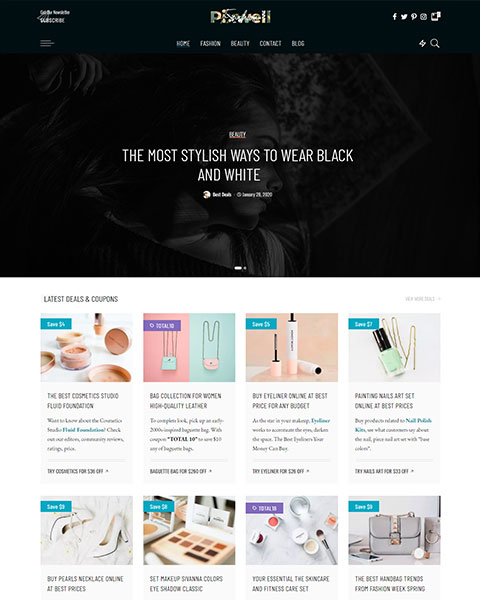 Get Our Newsletter
SUBSCRIBE
Pixwell
HOME FASHION BEAUTY CONTACT BLOG
BEAUTY
THE MOST STYLISH WAYS TO WEAR BLACK
AND WHITE
Best Deals January 28, 2020
LATEST DEALS & COUPONS
VIEW MORE DEALS
Save $4
THE BEST COSMETICS STUDIO
FLUID FOUNDATION
Want to know about the Cosmatics
Studio Fluid Foundation? Check
out our editors, community reviews,
ratings, price.
TRY COSMETICS FOR $30 OFF >
TOTAL10
BAG COLLECTION FOR WOMEN
HIGH-QUALITY LEATHER
To complete look, pick up an early-
2000s-inspired baguette bag. With
coupon "TOTAL 10" to save $10
any of baguette bags.
BAGUETTE BAG FOR $260 OFF >
Save $5
BUY EYELINER ONLINE AT BEST
PRICE FOR ANY BUDGET
As the star in your makeup, Eyeliner
works to accentuate the eyes, darken
the space. The Best Eyeliners Your
Money Can Buy.
TRY EYELINER FOR $26 OFF >
Save $7
PAINTING NAILS ART SET
ONLINE AT BEST PRICES
Buy products related to Nail Polish
Kits, see what customers say about
the nail, piece nail art set with "base
colors".
TRY NAILS ART FOR $33 OFF >
Save $9
BUY PEARLS NECKLACE ONLINE
AT BEST PRICES
Save $8
SET MAKEUP SIVANNA COLORS
EYE SHADOW CLASSIC
TOTAL18
YOUR ESSENTIAL THE SKINCARE
AND FITNESS CARE SET
Save $9
THE BEST HANDBAG TRENDS
FROM FASHION WEEK SPRING